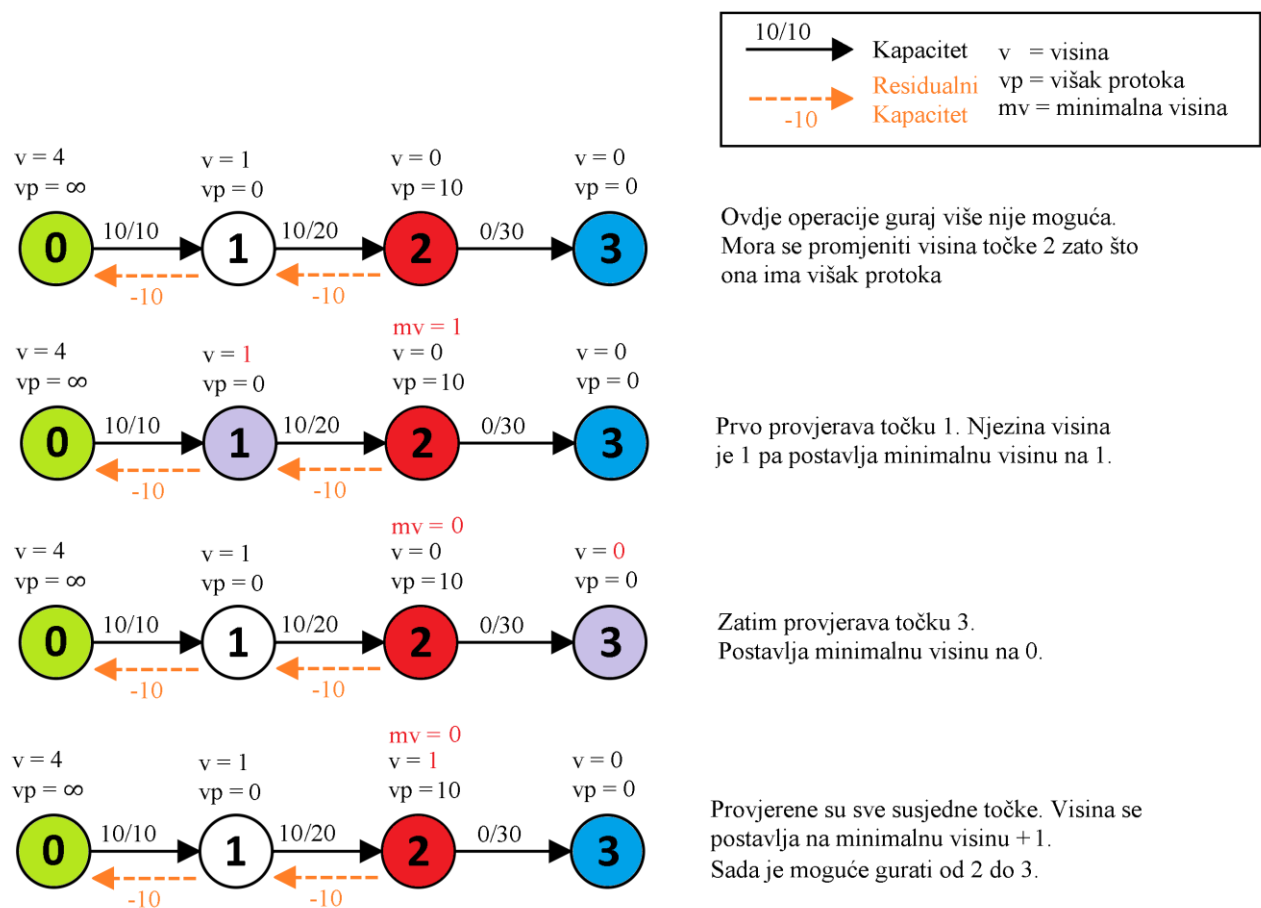 10/10
Kapacitet
v = visina
Residualni
Kapacitet
vp = višak protoka
-10
mv = minimalna visina
v = 4
v = 1
v = 0
v = 0
vp = ∞
vp = 0
vp = 10
vp = 0
0
10/10
1
10/20
2
0/30
3
-10
-10
Ovdje operacije guraj više nije moguća.
Mora se promjeniti visina točke 2 zato što
ona ima višak protoka
mv = 1
v = 4
v = 1
v = 0
v = 0
vp = ∞
vp = 0
vp = 10
vp = 0
0
10/10
1
10/20
2
0/30
3
-10
-10
Prvo provjerava točku 1. Njezina visina
je 1 pa postavlja minimalnu visinu na 1.
mv = 0
v = 4
v = 1
v = 0
v = 0
vp = ∞
vp = 0
vp = 10
vp = 0
0
10/10
1
10/20
2
0/30
3
-10
-10
Zatim provjerava točku 3.
Postavlja minimalnu visinu na 0.
mv = 0
v = 4
v = 1
v = 1
v = 0
vp = ∞
vp = 0
vp = 10
vp = 0
0
10/10
1
10/20
2
0/30
3
-10
-10
Provjerene su sve susjedne točke. Visina se
postavlja na minimalnu visinu +1.
Sada je moguće gurati od 2 do 3.